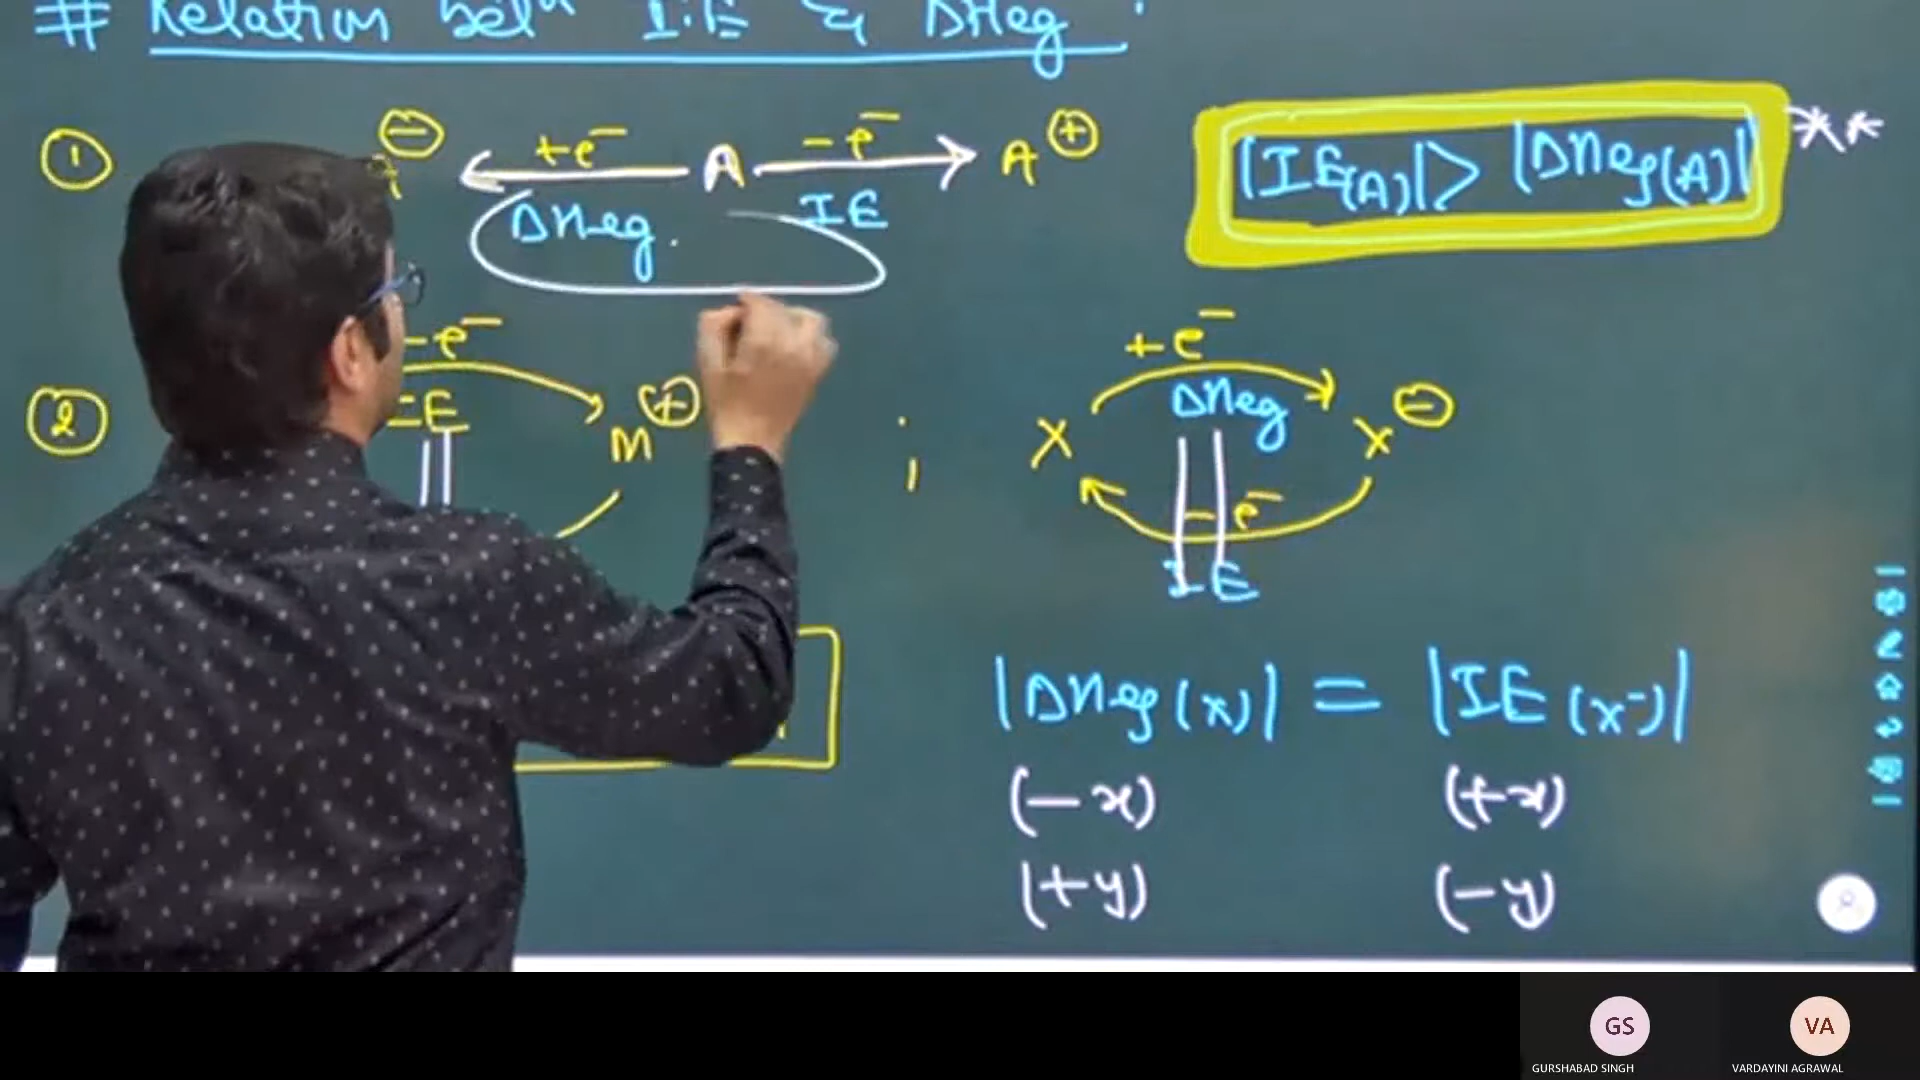 # Relation betn I.E & ΔHeg
① A⊖ ←+e⁻ A -e⁻→ A⊕
ΔHeg. IE
|IE(A)| > |ΔHeg(A)| **
② -e⁻ M⊕ ; X +e⁻ X⊖
IE ΔHeg
-e⁻
IE
|ΔHeg(X)| = |IE(X⁻)|
(-x) (+x)
(+y) (-y)
GS VA
GURSHABAD SINGH VARDAYINI AGRAWAL